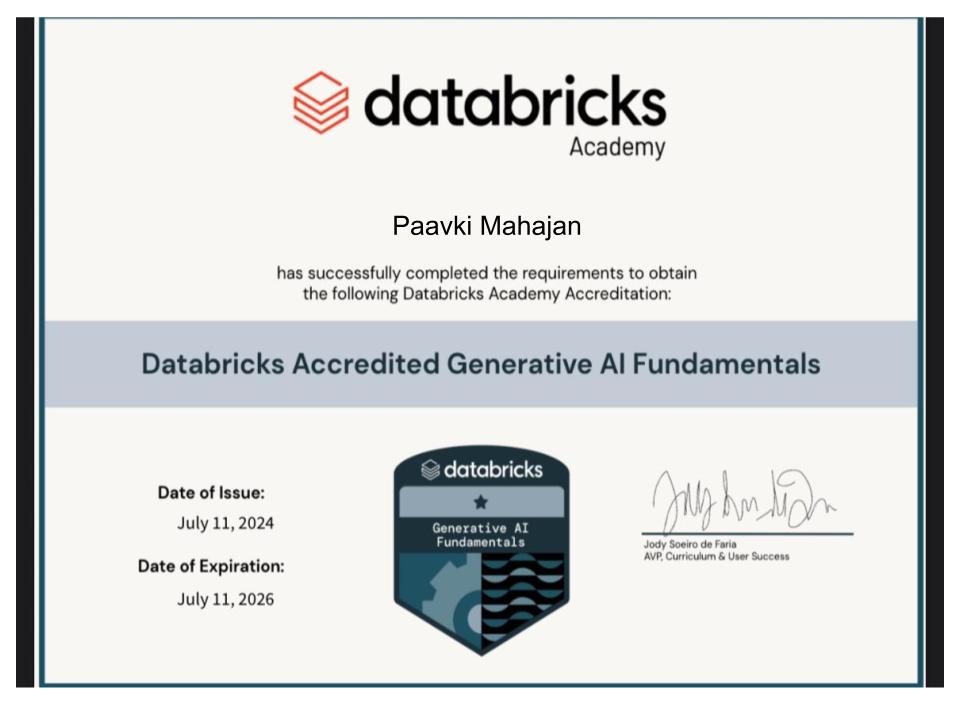 databricks
Academy
Paavki Mahajan
has successfully completed the requirements to obtain
the following Databricks Academy Accreditation:
Databricks Accredited Generative AI Fundamentals
Date of Issue:
July 11, 2024
Date of Expiration:
July 11, 2026
databricks
Generative AI
Fundamentals
Jody Soeiro de Faria
AVP, Curriculum & User Success